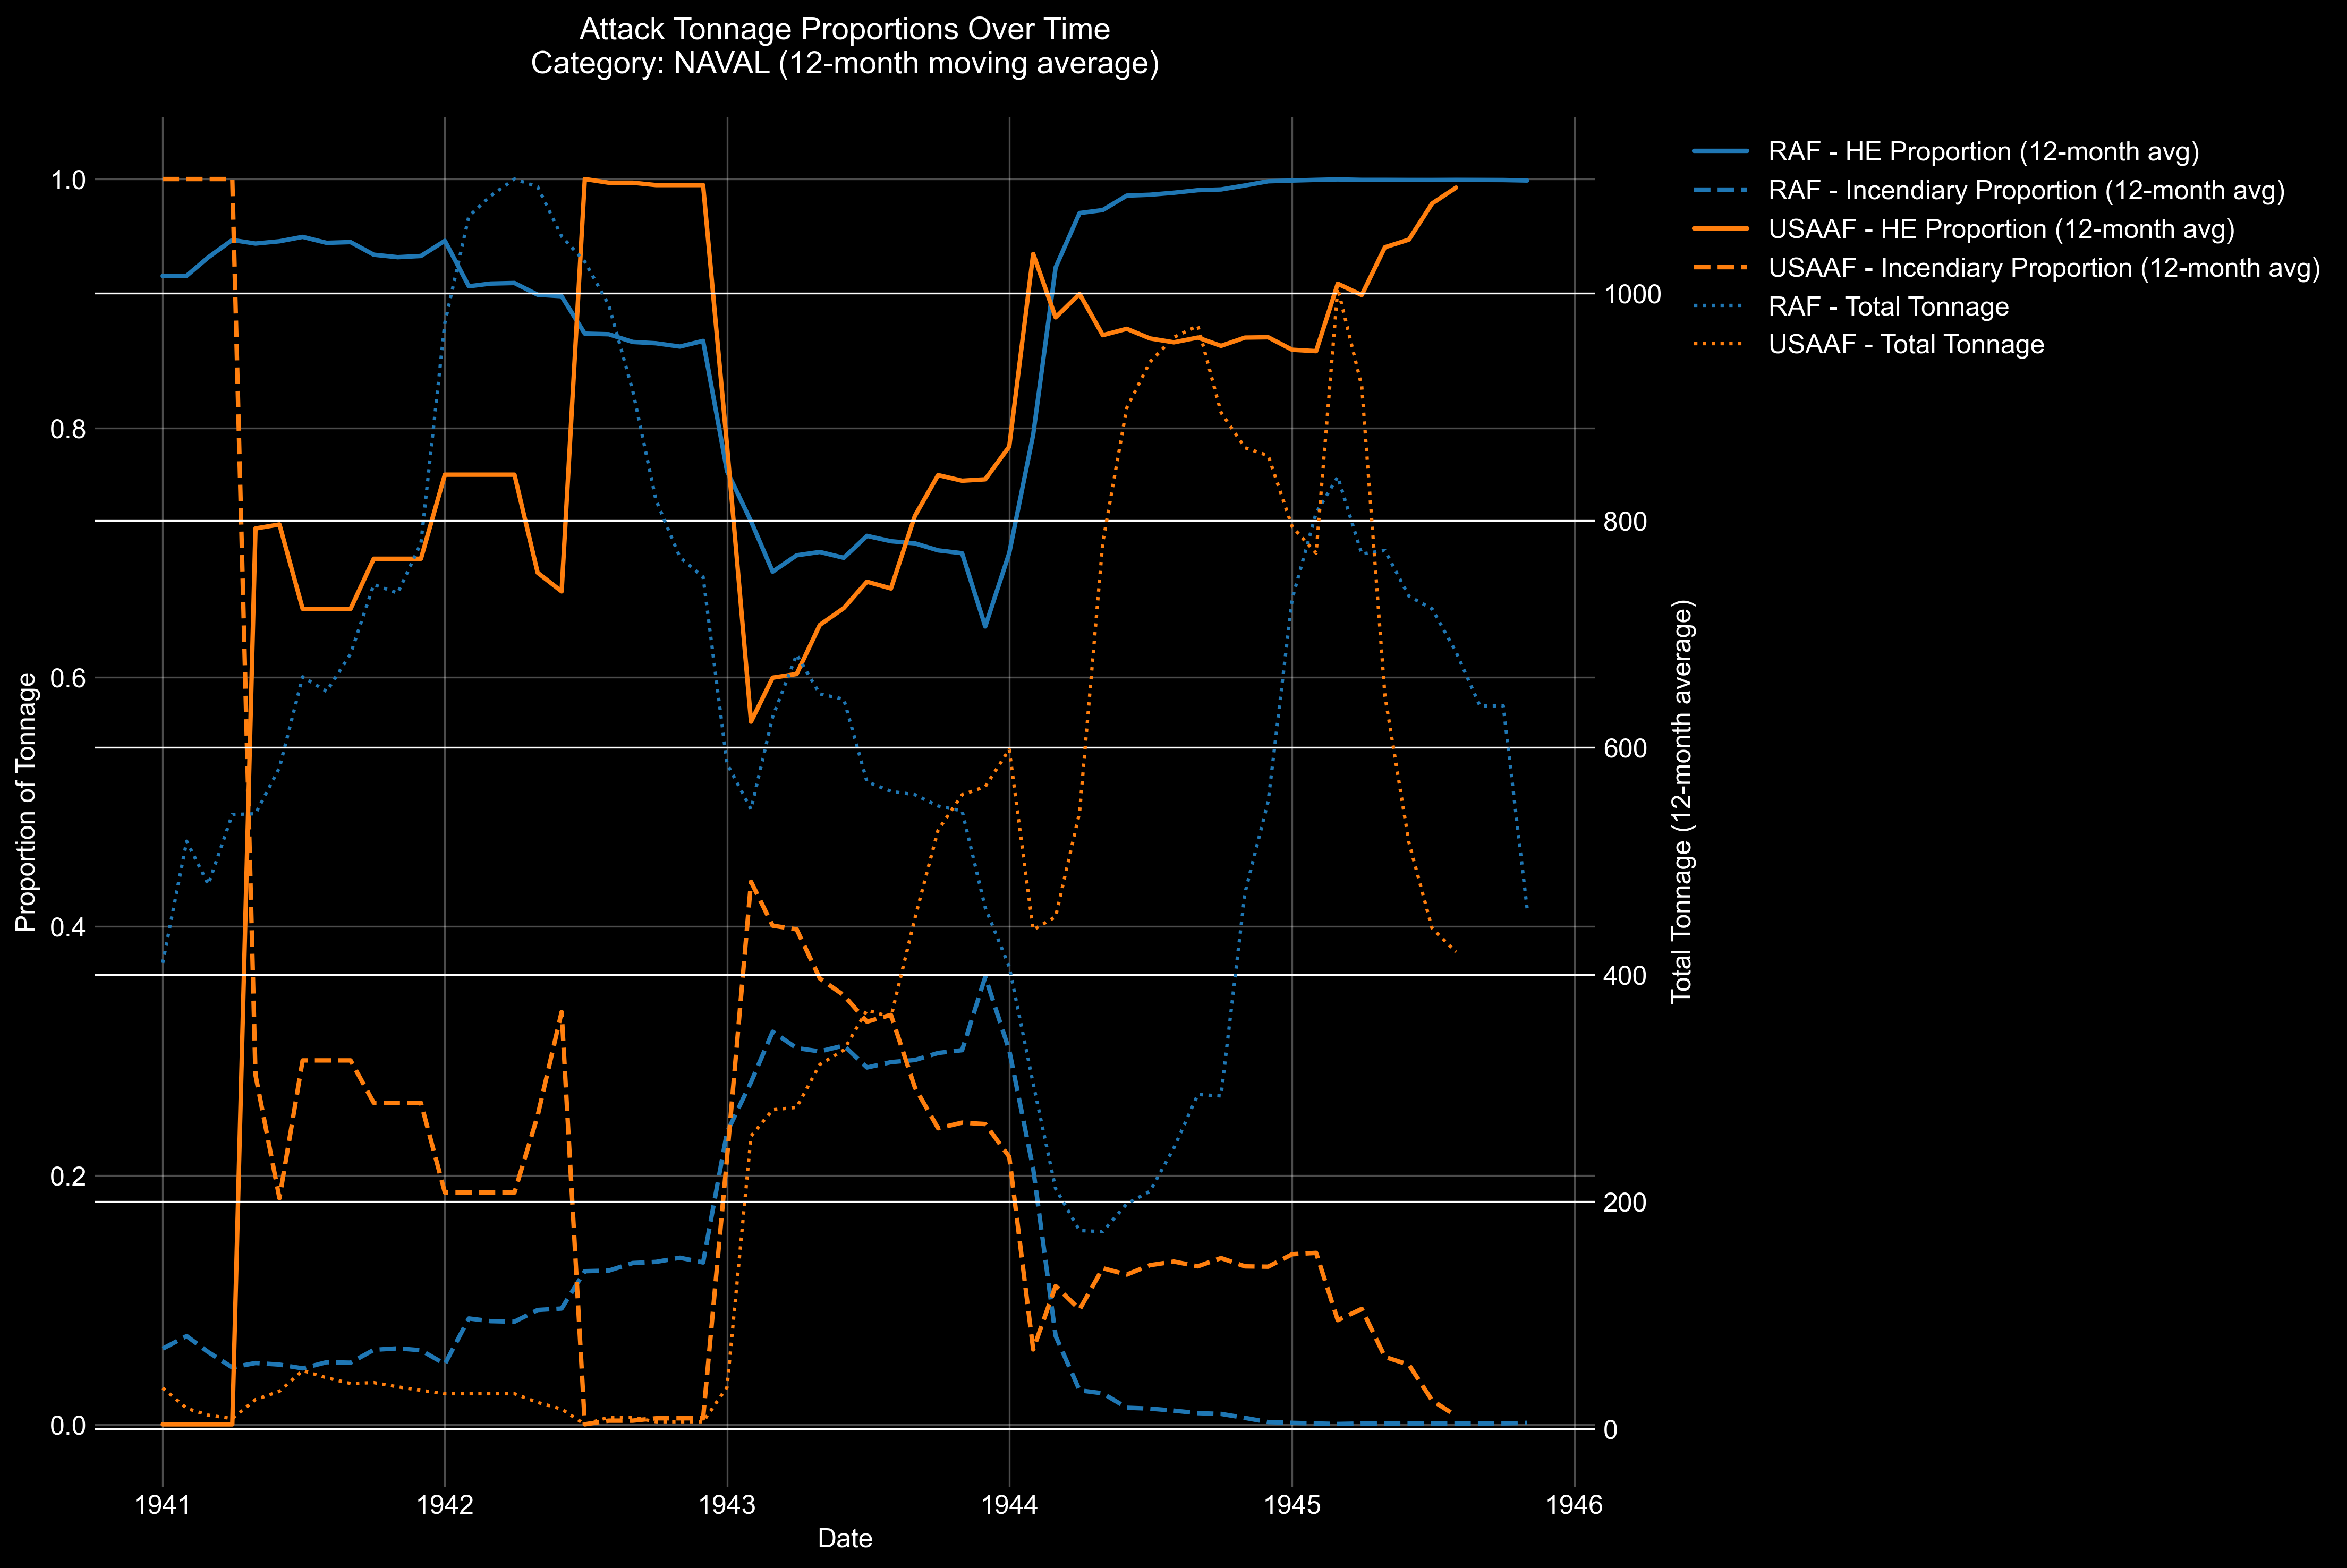 Attack Tonnage Proportions Over Time
Category: NAVAL (12-month moving average)
RAF - HE Proportion (12-month avg)
RAF - Incendiary Proportion (12-month avg)
USAAF - HE Proportion (12-month avg)
USAAF - Incendiary Proportion (12-month avg)
RAF - Total Tonnage
USAAF - Total Tonnage
Proportion of Tonnage
1.0
0.8
0.6
0.4
0.2
0.0
1000
800
600
400
200
0
Total Tonnage (12-month average)
1941
1942
1943
1944
1945
1946
Date